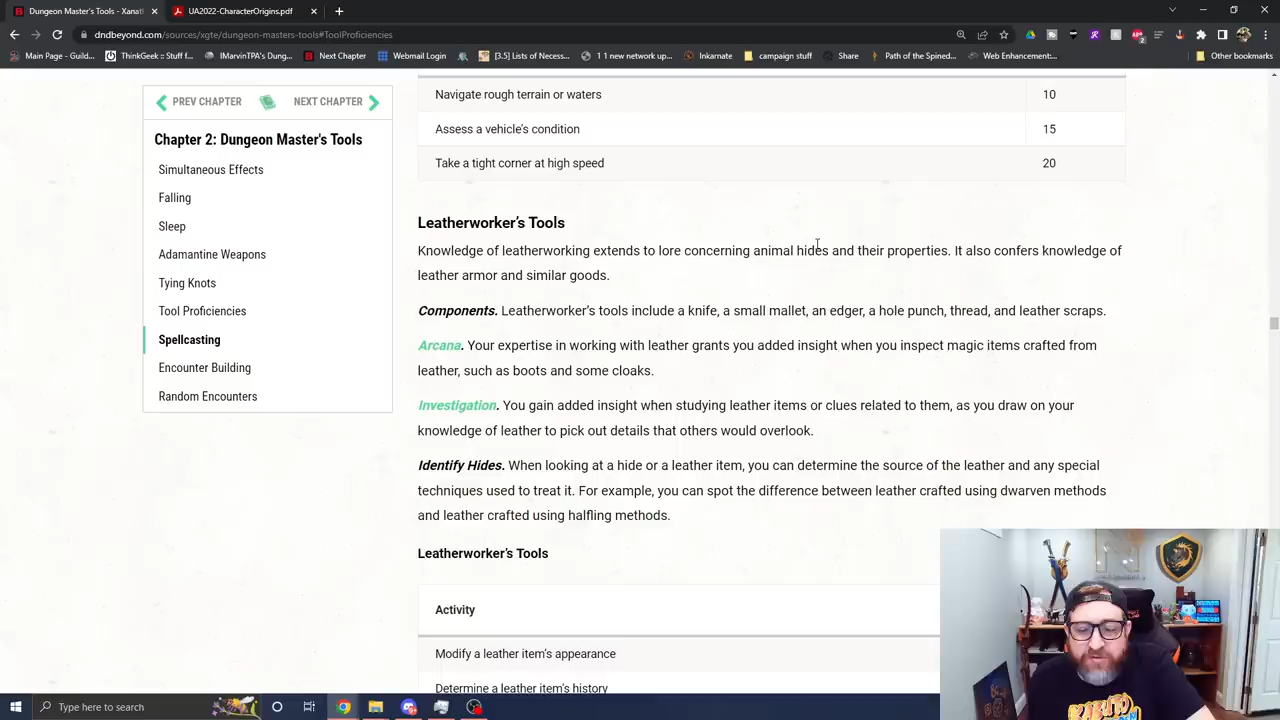 Dungeon Master's Tools - Xanat
UA2022-CharacterOrigins.pdf
dndbeyond.com/sources/xgte/dungeon-masters-tools#ToolProficiencies
Main Page - Guild...
ThinkGeek :: Stuff f...
IMarvinTPA's Dung...
Next Chapter
Webmail Login
[3.5] Lists of Necess...
1 1 new network up...
Inkarnate
campaign stuff
Share
Path of the Spined...
Web Enhancement:...
Other bookmarks
PREV CHAPTER
NEXT CHAPTER
Chapter 2: Dungeon Master's Tools
Simultaneous Effects
Falling
Sleep
Adamantine Weapons
Tying Knots
Tool Proficiencies
Spellcasting
Encounter Building
Random Encounters
Navigate rough terrain or waters 10
Assess a vehicle's condition 15
Take a tight corner at high speed 20
Leatherworker's Tools
Knowledge of leatherworking extends to lore concerning animal hides and their properties. It also confers knowledge of
leather armor and similar goods.
Components. Leatherworker's tools include a knife, a small mallet, an edger, a hole punch, thread, and leather scraps.
Arcana. Your expertise in working with leather grants you added insight when you inspect magic items crafted from
leather, such as boots and some cloaks.
Investigation. You gain added insight when studying leather items or clues related to them, as you draw on your
knowledge of leather to pick out details that others would overlook.
Identify Hides. When looking at a hide or a leather item, you can determine the source of the leather and any special
techniques used to treat it. For example, you can spot the difference between leather crafted using dwarven methods
and leather crafted using halfling methods.
Leatherworker's Tools
Activity
Modify a leather item's appearance
Determine a leather item's history
Type here to search